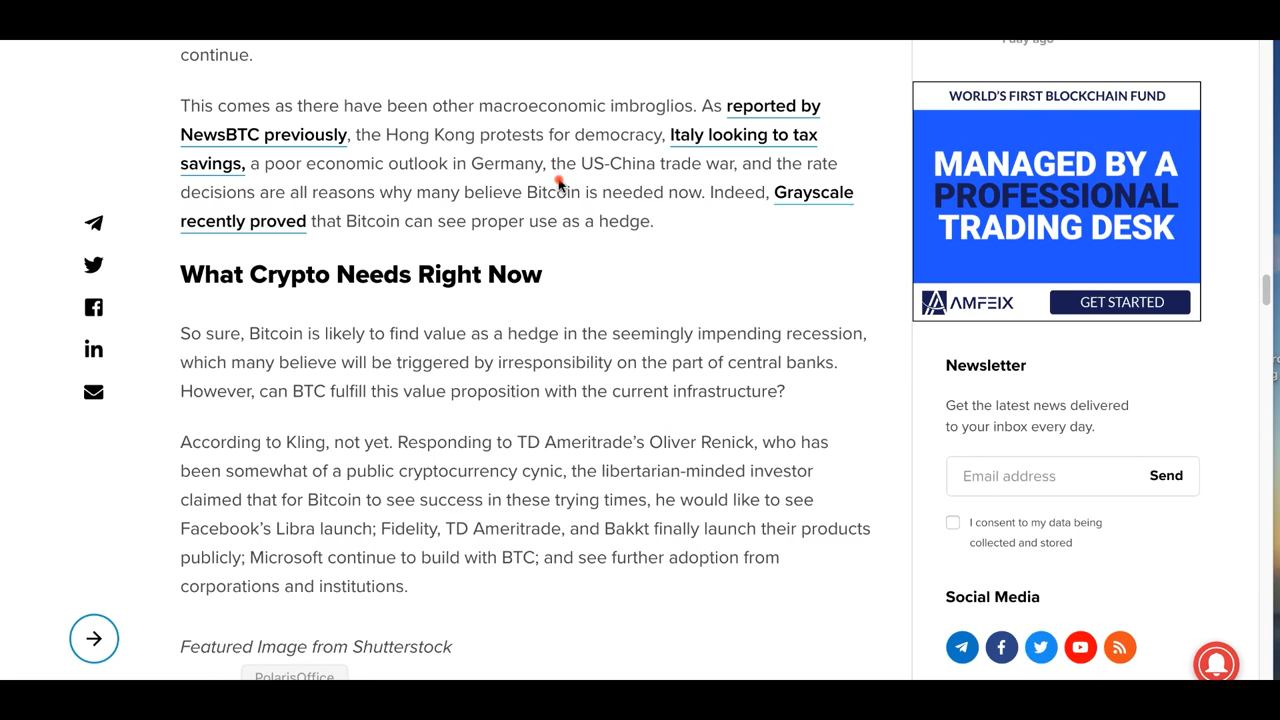 continue.
This comes as there have been other macroeconomic imbroglios. As reported by
NewsBTC previously, the Hong Kong protests for democracy, Italy looking to tax
savings, a poor economic outlook in Germany, the US-China trade war, and the rate
decisions are all reasons why many believe Bitcoin is needed now. Indeed, Grayscale
recently proved that Bitcoin can see proper use as a hedge.
What Crypto Needs Right Now
So sure, Bitcoin is likely to find value as a hedge in the seemingly impending recession,
which many believe will be triggered by irresponsibility on the part of central banks.
However, can BTC fulfill this value proposition with the current infrastructure?
According to Kling, not yet. Responding to TD Ameritrade's Oliver Renick, who has
been somewhat of a public cryptocurrency cynic, the libertarian-minded investor
claimed that for Bitcoin to see success in these trying times, he would like to see
Facebook's Libra launch; Fidelity, TD Ameritrade, and Bakkt finally launch their products
publicly; Microsoft continue to build with BTC; and see further adoption from
corporations and institutions.
Featured Image from Shutterstock
PolarisOffice
1 day ago
WORLD'S FIRST BLOCKCHAIN FUND
MANAGED BY A
PROFESSIONAL
TRADING DESK
AMFEIX
GET STARTED
Newsletter
Get the latest news delivered
to your inbox every day.
Email address
Send
I consent to my data being
collected and stored
Social Media